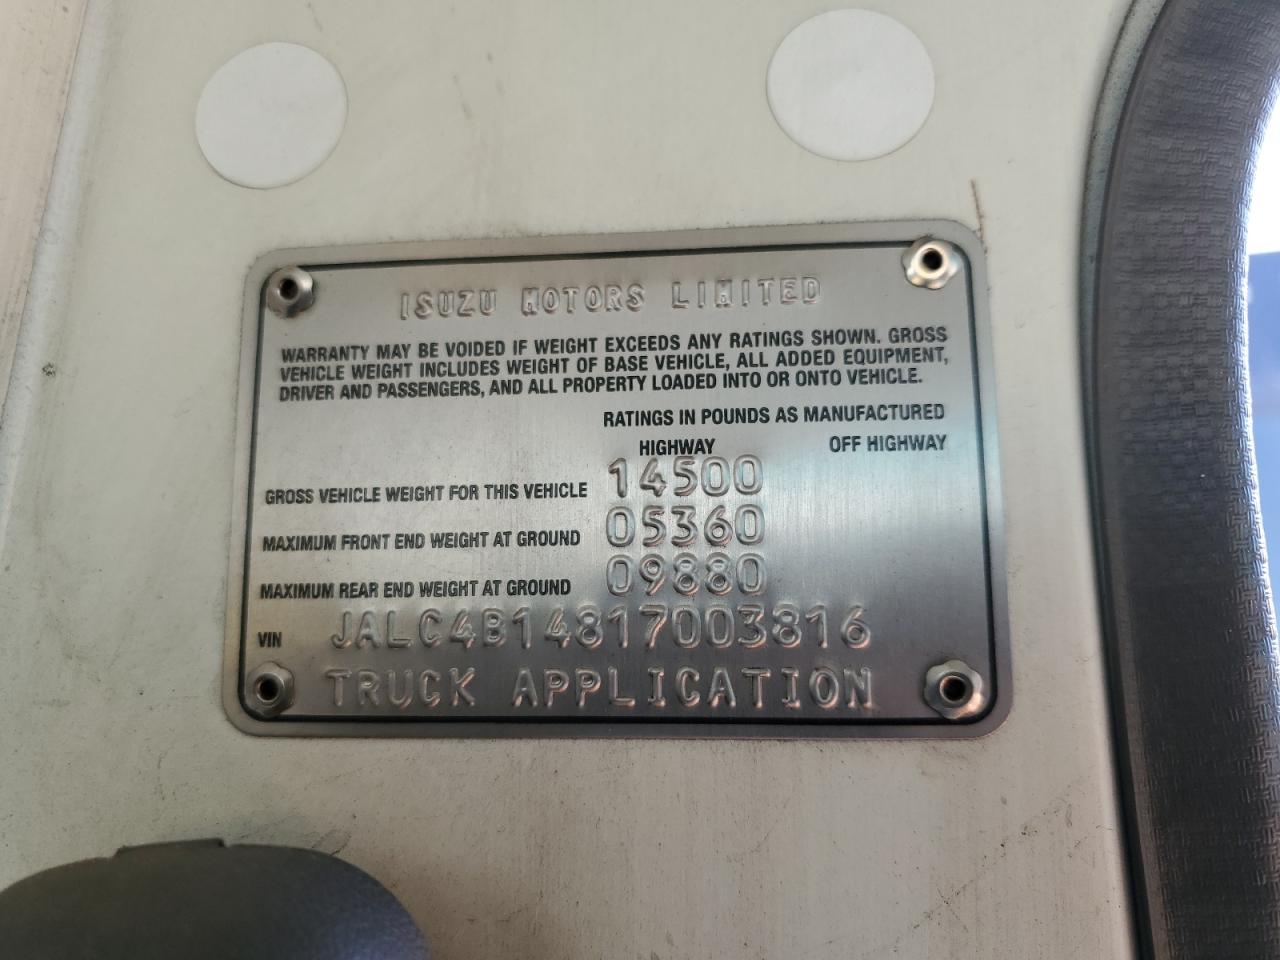 ISUZU MOTORS LIMITED
WARRANTY MAY BE VOIDED IF WEIGHT EXCEEDS ANY RATINGS SHOWN. GROSS
VEHICLE WEIGHT INCLUDES WEIGHT OF BASE VEHICLE, ALL ADDED EQUIPMENT,
DRIVER AND PASSENGERS, AND ALL PROPERTY LOADED INTO OR ONTO VEHICLE.
RATINGS IN POUNDS AS MANUFACTURED
HIGHWAY OFF HIGHWAY
GROSS VEHICLE WEIGHT FOR THIS VEHICLE 14500
MAXIMUM FRONT END WEIGHT AT GROUND 05360
MAXIMUM REAR END WEIGHT AT GROUND 09880
VIN JALC4B14817003816
TRUCK APPLICATION